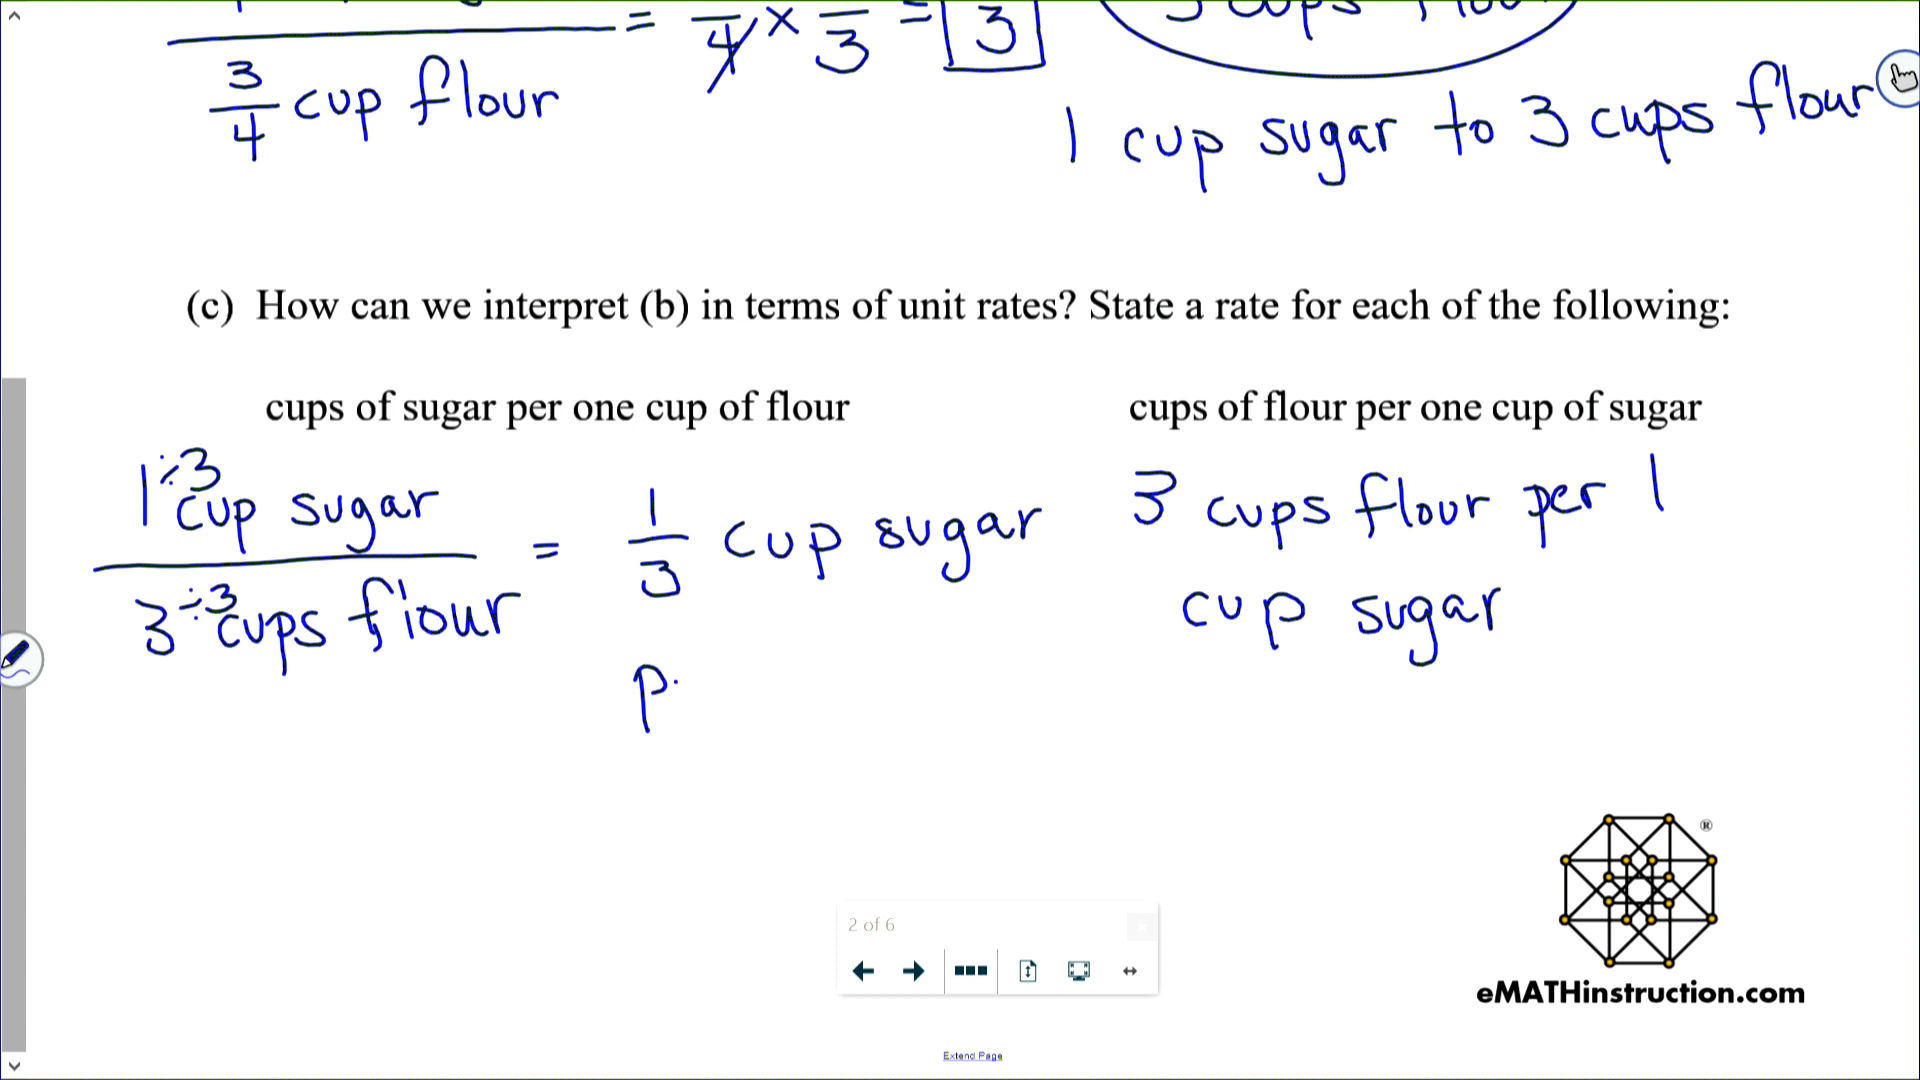 3/4 cup flour = /4 × /3 = 3
1 cup sugar to 3 cups flour
(c) How can we interpret (b) in terms of unit rates? State a rate for each of the following:
cups of sugar per one cup of flour
cups of flour per one cup of sugar
1÷3 cup sugar
3÷3 cups flour
= 1/3 cup sugar
p
3 cups flour per 1
cup sugar
®
eMATHinstruction.com
2 of 6
Extend Page